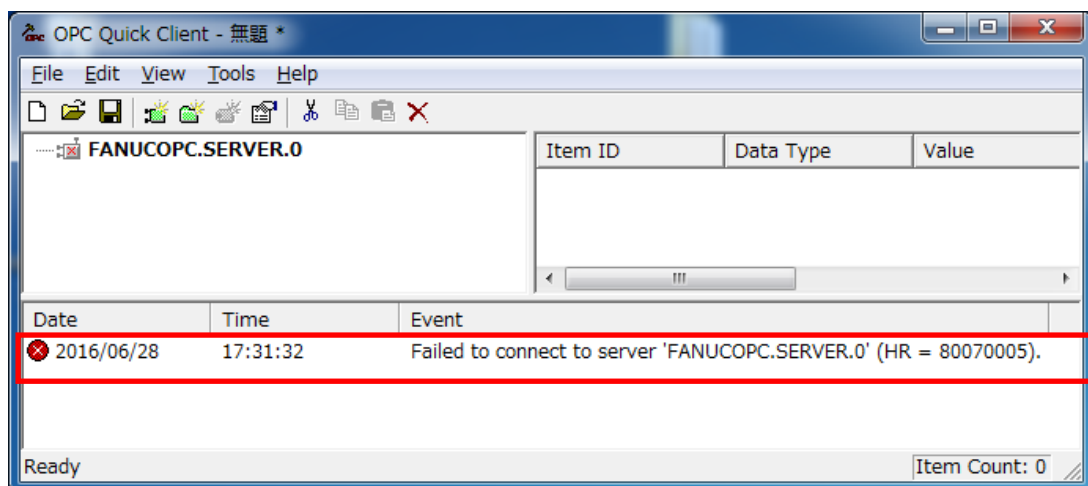 OPC Quick Client - 無題 *
File Edit View Tools Help
FANUCOPC.SERVER.0
Item ID Data Type Value
Date Time Event
2016/06/28 17:31:32 Failed to connect to server 'FANUCOPC.SERVER.0' (HR = 80070005).
Ready Item Count: 0